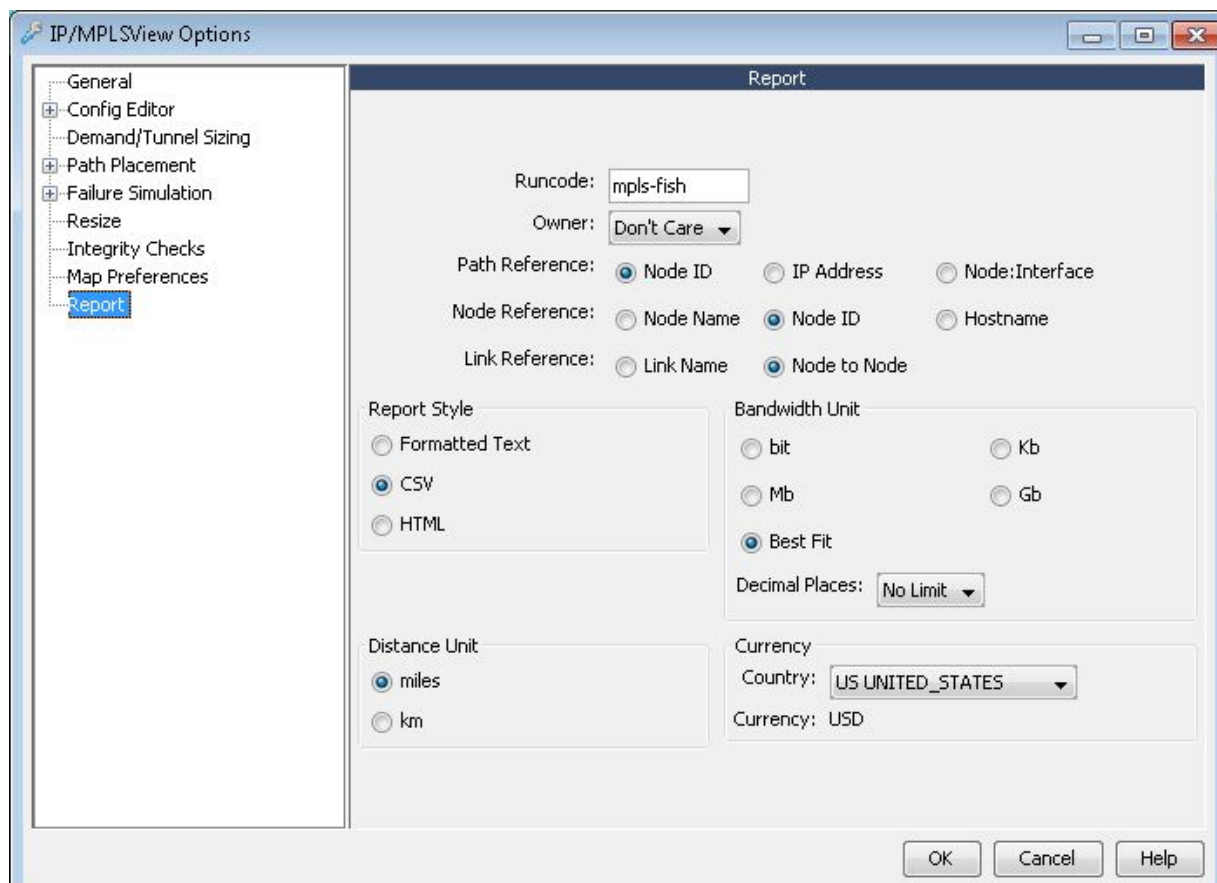 IP/MPLSView Options
General
Config Editor
Demand/Tunnel Sizing
Path Placement
Failure Simulation
Resize
Integrity Checks
Map Preferences
Report
Report
Runcode: mpls-fish
Owner: Don't Care
Path Reference: Node ID IP Address Node:Interface
Node Reference: Node Name Node ID Hostname
Link Reference: Link Name Node to Node
Report Style
Formatted Text
CSV
HTML
Bandwidth Unit
bit Kb
Mb Gb
Best Fit
Decimal Places: No Limit
Distance Unit
miles
km
Currency
Country: US UNITED_STATES
Currency: USD
OK Cancel Help